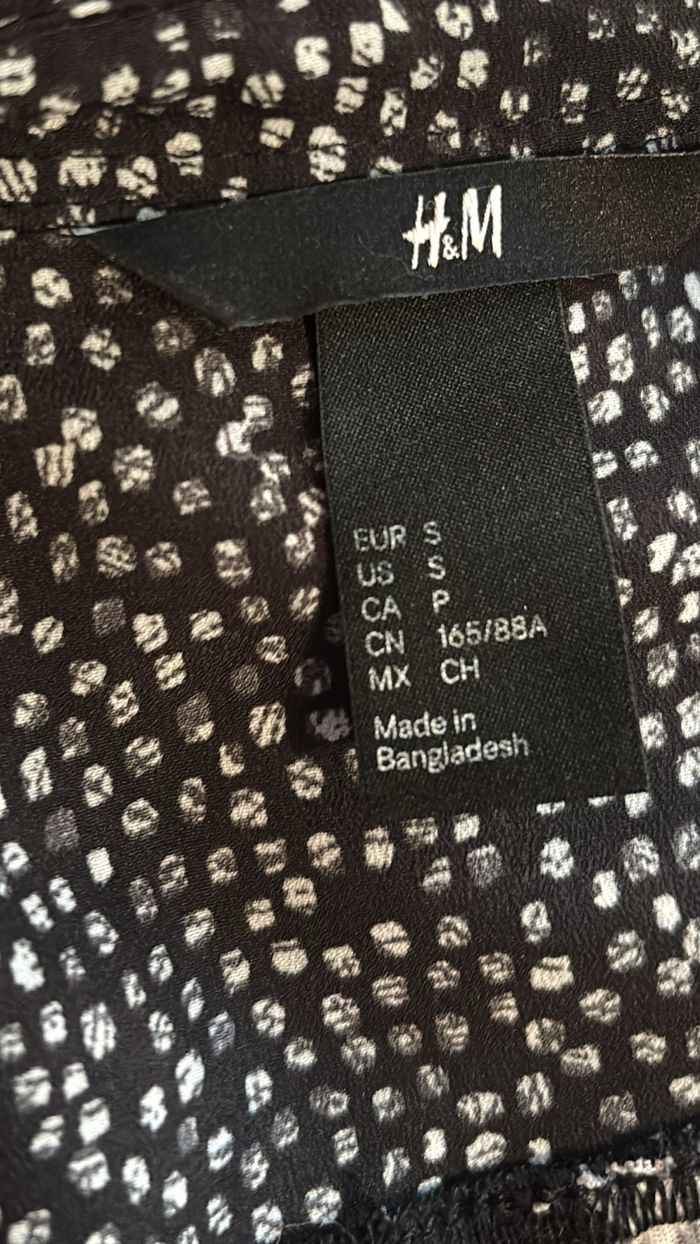 H&M
EUR S
US S
CA P
CN 165/88A
MX CH
Made in
Bangladesh